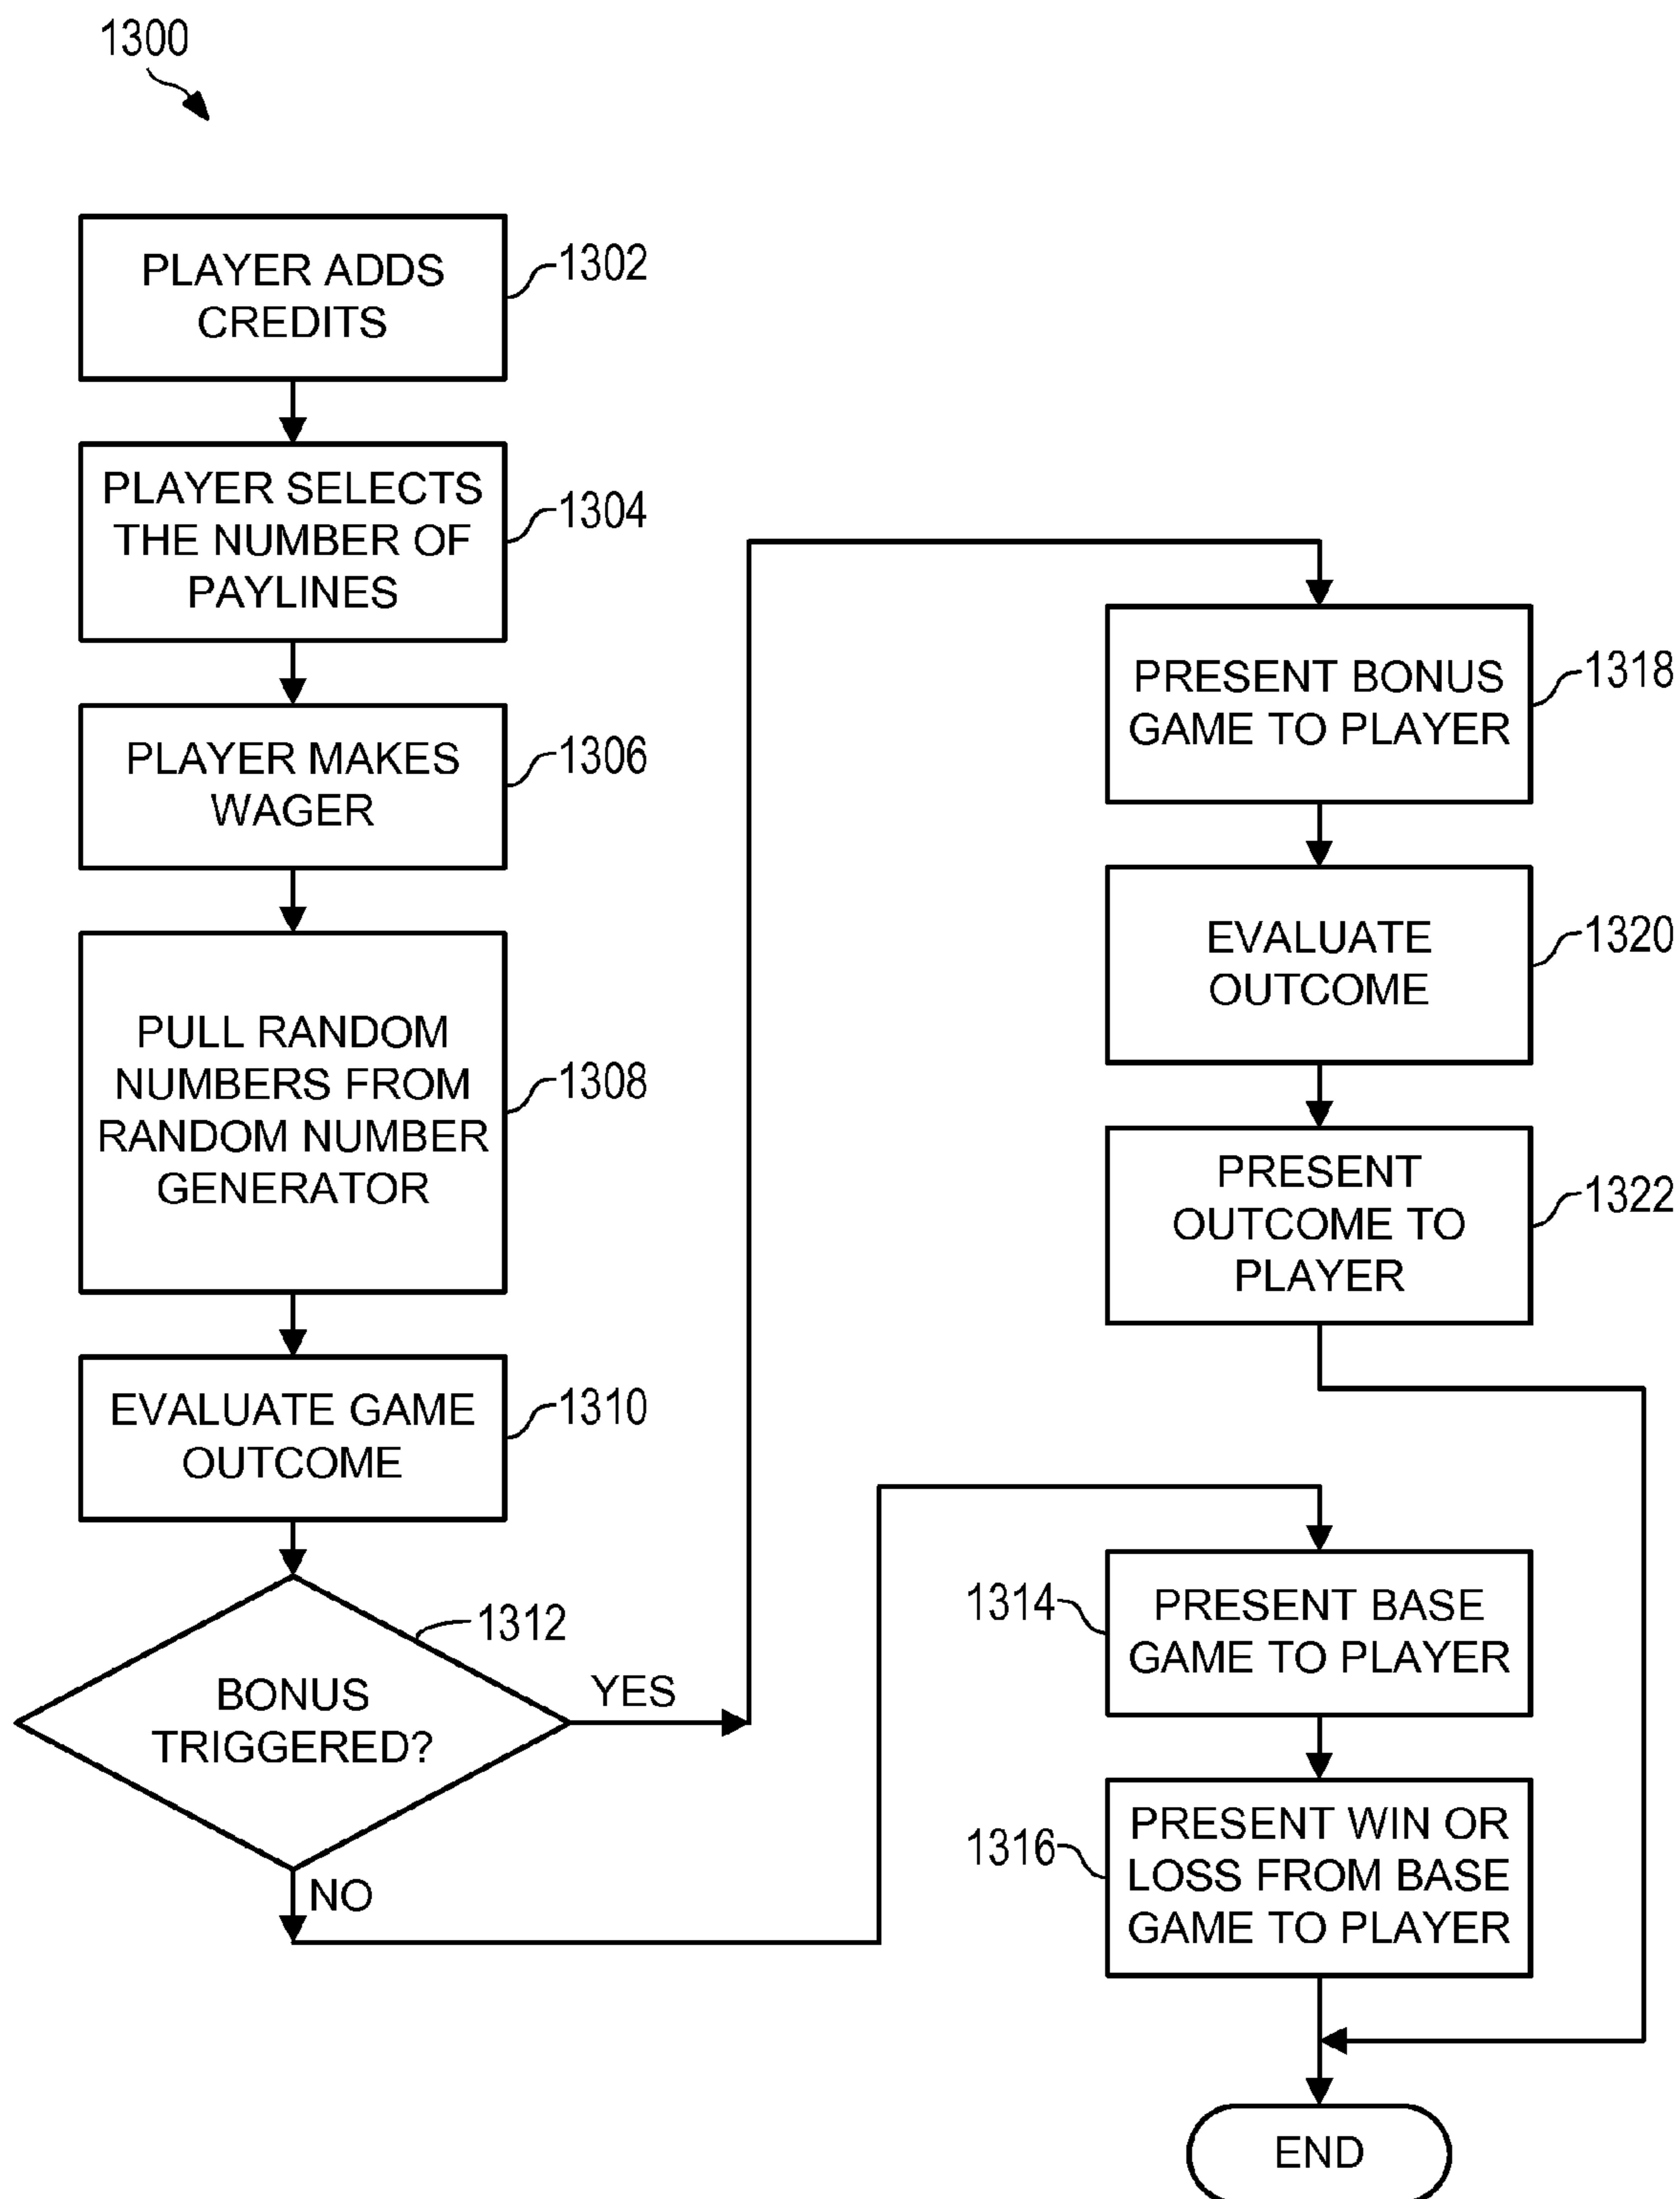 1300
PLAYER ADDS
CREDITS
1302
PLAYER SELECTS
THE NUMBER OF
PAYLINES
1304
PLAYER MAKES
WAGER
1306
PULL RANDOM
NUMBERS FROM
RANDOM NUMBER
GENERATOR
1308
EVALUATE GAME
OUTCOME
1310
BONUS
TRIGGERED?
1312
YES
NO
PRESENT BONUS
GAME TO PLAYER
1318
EVALUATE
OUTCOME
1320
PRESENT
OUTCOME TO
PLAYER
1322
PRESENT BASE
GAME TO PLAYER
1314
PRESENT WIN OR
LOSS FROM BASE
GAME TO PLAYER
1316
END